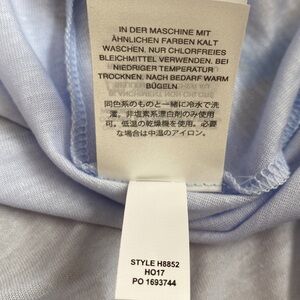 IN DER MASCHINE MIT
ÄHNLICHEN FARBEN KALT
WASCHEN. NUR CHLORFREIES
BLEICHMITTEL VERWENDEN. BEI
NIEDRIGER TEMPERATUR
TROCKNEN. NACH BEDARF WARM
BÜGELN
同色系のものと一緒に冷水で洗
濯。非塩素系漂白剤のみ使用
可。低温の乾燥機を使用。必要
な場合は中温のアイロン。
STYLE H8852
HO17
PO 1693744